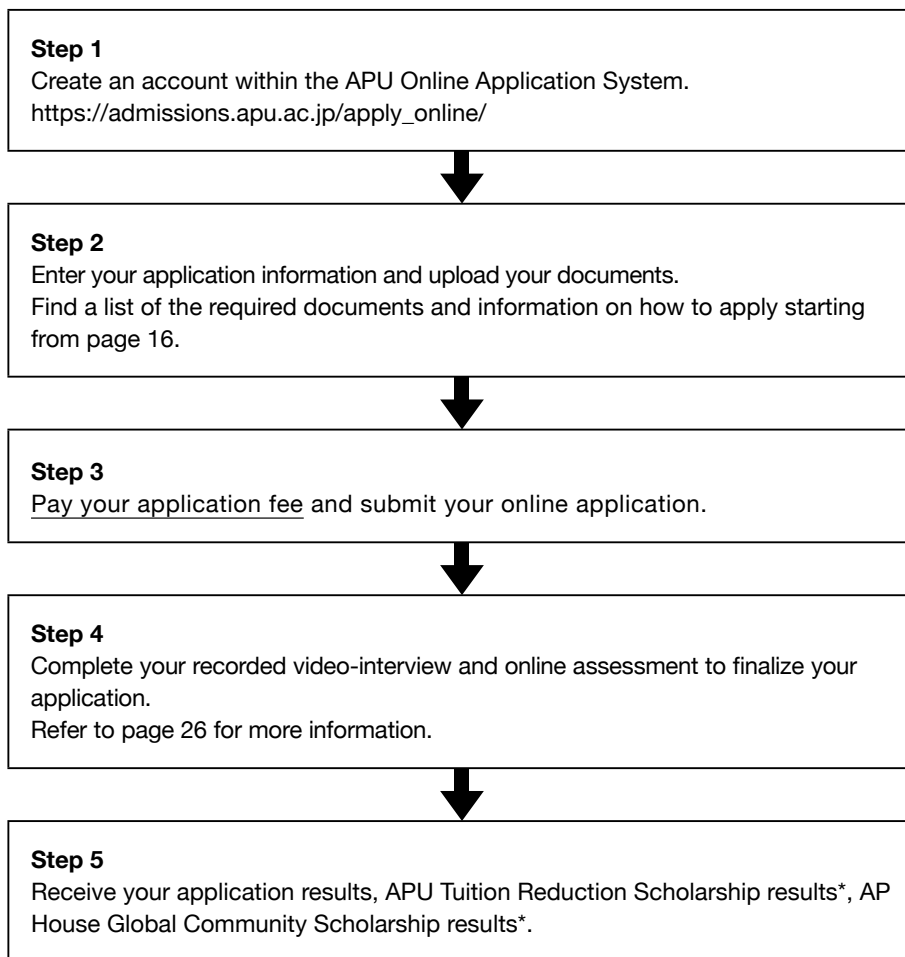 Step 1
Create an account within the APU Online Application System.
https://admissions.apu.ac.jp/apply_online/
Step 2
Enter your application information and upload your documents.
Find a list of the required documents and information on how to apply starting
from page 16.
Step 3
Pay your application fee and submit your online application.
Step 4
Complete your recorded video-interview and online assessment to finalize your
application.
Refer to page 26 for more information.
Step 5
Receive your application results, APU Tuition Reduction Scholarship results*, AP
House Global Community Scholarship results*.